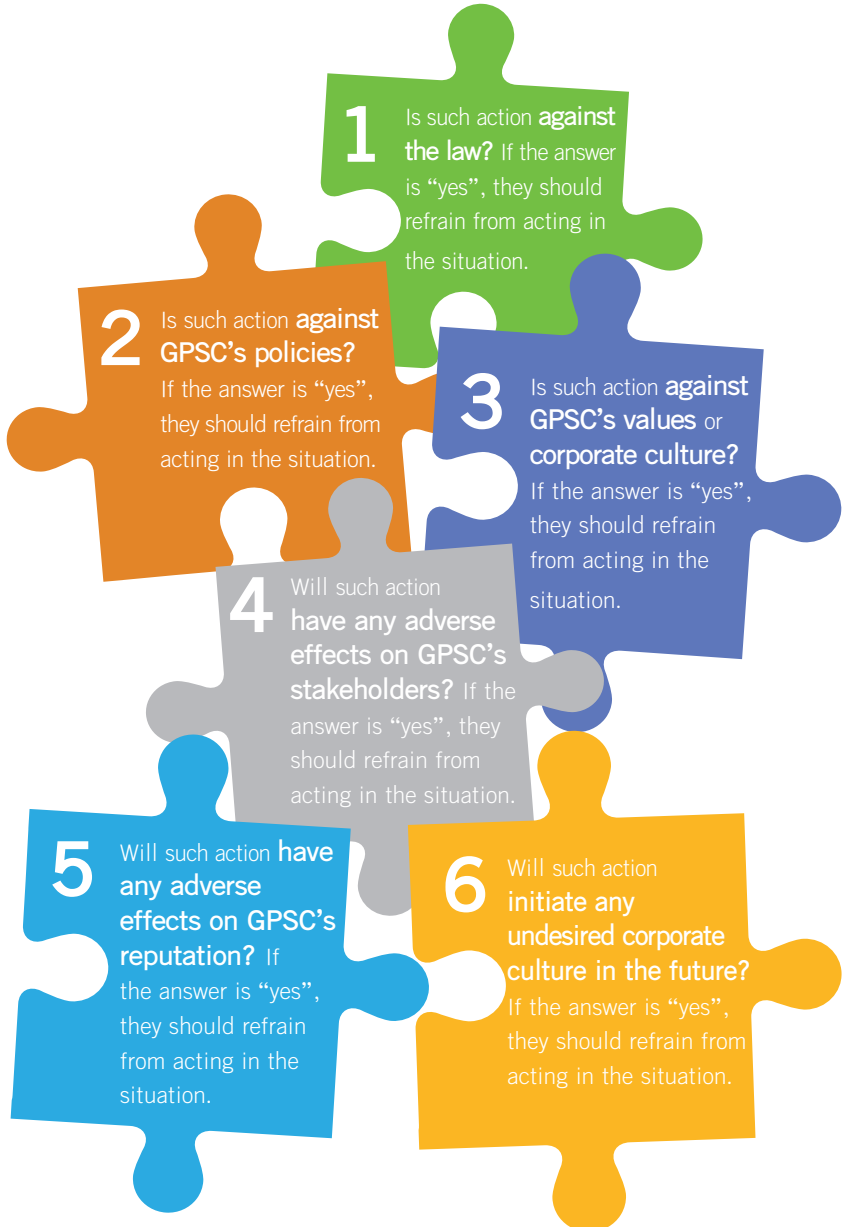 1
Is such action against
the law? If the answer
is “yes”, they should
refrain from acting in
the situation.
2
Is such action against
GPSC’s policies?
If the answer is “yes”,
they should refrain from
acting in the situation.
3
Is such action against
GPSC’s values or
corporate culture?
If the answer is “yes”,
they should refrain
from acting in the
situation.
4
Will such action
have any adverse
effects on GPSC’s
stakeholders? If the
answer is “yes”, they
should refrain from
acting in the situation.
5
Will such action have
any adverse
effects on GPSC’s
reputation? If
the answer is “yes”,
they should refrain
from acting in the
situation.
6
Will such action
initiate any
undesired corporate
culture in the future?
If the answer is “yes”,
they should refrain from
acting in the situation.